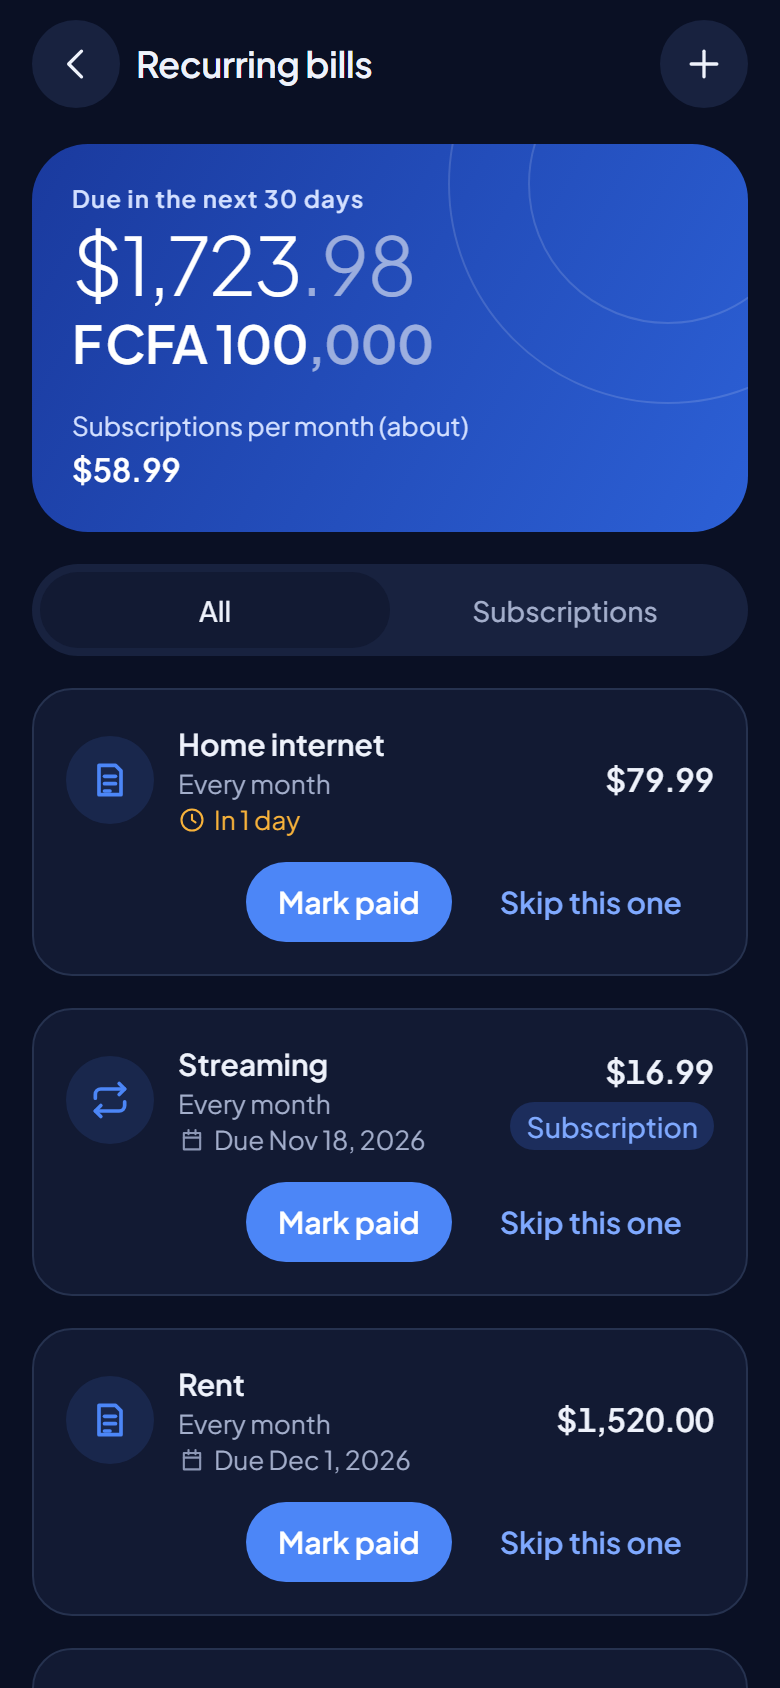 Recurring bills
Due in the next 30 days
$1,723.98
FCFA 100,000
Subscriptions per month (about)
$58.99
All
Subscriptions
Home internet
Every month
In 1 day
$79.99
Mark paid
Skip this one
Streaming
Every month
Due Nov 18, 2026
$16.99
Subscription
Mark paid
Skip this one
Rent
Every month
Due Dec 1, 2026
$1,520.00
Mark paid
Skip this one